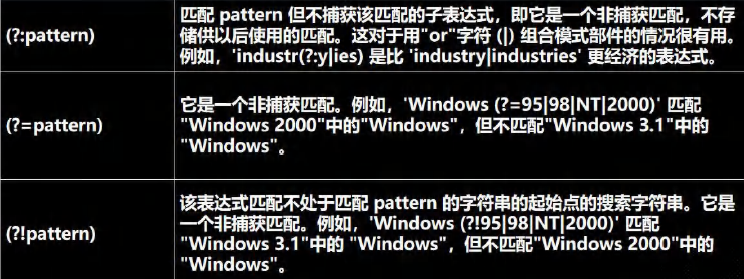 (?:pattern)
匹配 pattern 但不捕获该匹配的子表达式，即它是一个非捕获匹配，不存
储供以后使用的匹配。这对于用"or"字符 (|) 组合模式部件的情况很有用。
例如，'industr(?:y|ies) 是比 'industry|industries' 更经济的表达式。
(?=pattern)
它是一个非捕获匹配。例如，'Windows (?=95|98|NT|2000)' 匹配
"Windows 2000"中的"Windows"，但不匹配"Windows 3.1"中的
"Windows"。
(?!pattern)
该表达式匹配不处于匹配 pattern 的字符串的起始点的搜索字符串。它是
一个非捕获匹配。例如，'Windows (?!95|98|NT|2000)' 匹配
"Windows 3.1"中的 "Windows"，但不匹配"Windows 2000"中的
"Windows"。